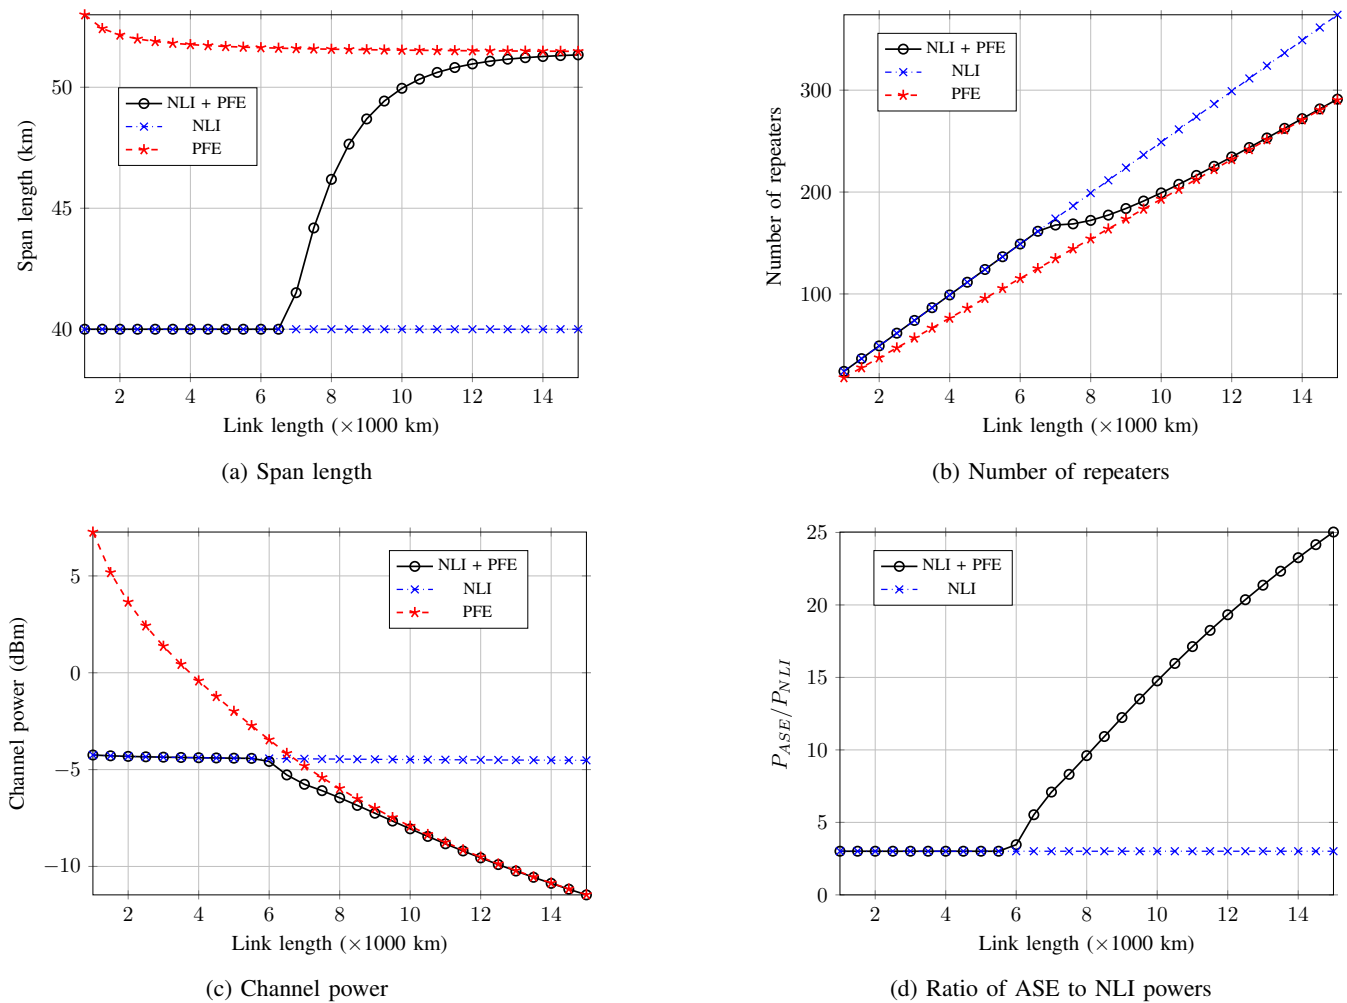 50
45
40
Span length (km)
NLI + PFE
NLI
PFE
2 4 6 8 10 12 14
Link length (×1000 km)
(a) Span length
300
200
100
Number of repeaters
NLI + PFE
NLI
PFE
2 4 6 8 10 12 14
Link length (×1000 km)
(b) Number of repeaters
5
0
−5
−10
Channel power (dBm)
NLI + PFE
NLI
PFE
2 4 6 8 10 12 14
Link length (×1000 km)
(c) Channel power
25
20
15
10
5
0
P_{ASE}/P_{NLI}
NLI + PFE
NLI
2 4 6 8 10 12 14
Link length (×1000 km)
(d) Ratio of ASE to NLI powers